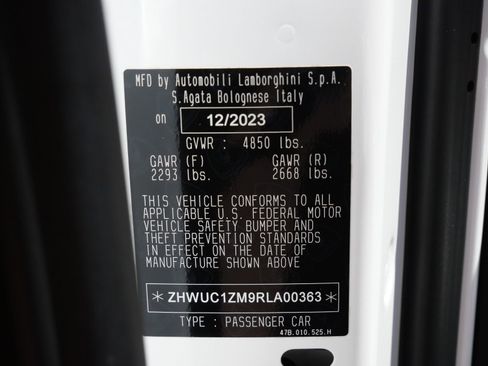 MFD by Automobili Lamborghini S.p.A.
S.Agata Bolognese Italy
on 12/2023
GVWR : 4850 lbs.
GAWR (F) GAWR (R)
2293 lbs. 2668 lbs.
THIS VEHICLE CONFORMS TO ALL
APPLICABLE U.S. FEDERAL MOTOR
VEHICLE SAFETY BUMPER AND
THEFT PREVENTION STANDARDS
IN EFFECT ON THE DATE OF
MANUFACTURE SHOWN ABOVE
*ZHWUC1ZM9RLA00363*
TYPE : PASSENGER CAR
47B.010.525.H